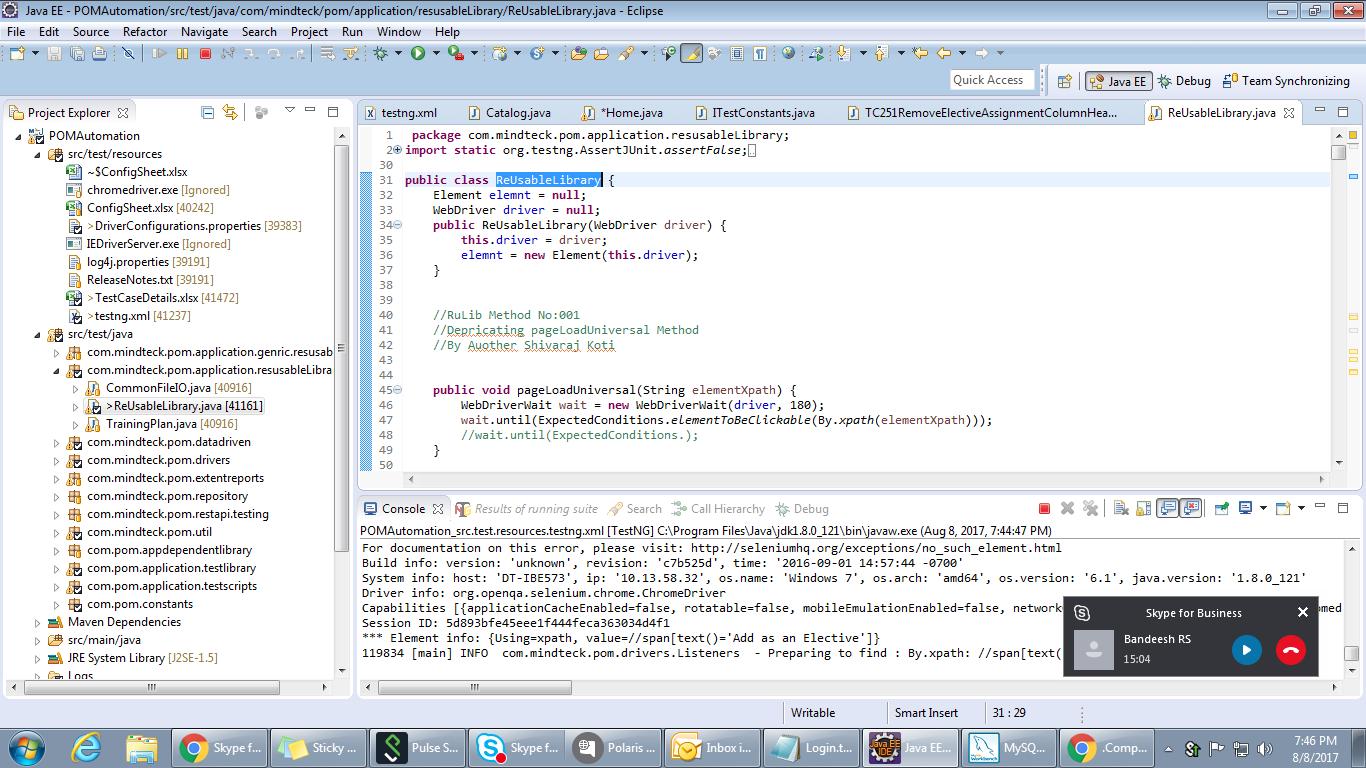 Java EE - POMAutomation/src/test/java/com/mindteck/pom/application/resusableLibrary/ReUsableLibrary.java - Eclipse
File Edit Source Refactor Navigate Search Project Run Window Help
Quick Access Java EE Debug Team Synchronizing
Project Explorer
POMAutomation
src/test/resources
~$ConfigSheet.xlsx
chromedriver.exe [Ignored]
ConfigSheet.xlsx [40242]
>DriverConfigurations.properties [39383]
IEDriverServer.exe [Ignored]
log4j.properties [39191]
ReleaseNotes.txt [39191]
>TestCaseDetails.xlsx [41472]
>testng.xml [41237]
src/test/java
com.mindteck.pom.application.genric.resusab
com.mindteck.pom.application.resusableLibra
CommonFileIO.java [40916]
>ReUsableLibrary.java [41161]
TrainingPlan.java [40916]
com.mindteck.pom.datadriven
com.mindteck.pom.drivers
com.mindteck.pom.extentreports
com.mindteck.pom.repository
com.mindteck.pom.restapi.testing
com.mindteck.pom.util
com.pom.appdependentlibrary
com.pom.application.testlibrary
com.pom.application.testscripts
com.pom.constants
Maven Dependencies
src/main/java
JRE System Library [J2SE-1.5]
Logs
testng.xml Catalog.java *Home.java ITestConstants.java TC251RemoveElectiveAssignmentColumnHea... ReUsableLibrary.java
1 package com.mindteck.pom.application.resusableLibrary;
2 import static org.testng.AssertJUnit.assertFalse;
30
31 public class ReUsableLibrary {
32 Element elemnt = null;
33 WebDriver driver = null;
34 public ReUsableLibrary(WebDriver driver) {
35 this.driver = driver;
36 elemnt = new Element(this.driver);
37 }
38
39
40 //RuLib Method No:001
41 //Depricating pageLoadUniversal Method
42 //By Auother Shivaraj Koti
43
44
45 public void pageLoadUniversal(String elementXpath) {
46 WebDriverWait wait = new WebDriverWait(driver, 180);
47 wait.until(ExpectedConditions.elementToBeClickable(By.xpath(elementXpath)));
48 //wait.until(ExpectedConditions.);
49 }
50
Console Results of running site Search Call Hierarchy Debug
POMAutomation_src.test.resources.testng.xml [TestNG] C:\Program Files\Java\jdk1.8.0_121\bin\javaw.exe (Aug 8, 2017, 7:44:47 PM)
For documentation on this error, please visit: http://seleniumhq.org/exceptions/no_such_element.html
Build info: version: 'unknown', revision: 'c7b525d', time: '2016-09-01 14:57:44 -0700'
System info: host: 'DT-IBE573', ip: '10.13.58.32', os.name: 'Windows 7', os.arch: 'amd64', os.version: '6.1', java.version: '1.8.0_121'
Driver info: org.openqa.selenium.chrome.ChromeDriver
Capabilities [{applicationCacheEnabled=false, rotatable=false, mobileEmulationEnabled=false, network
Session ID: 5d893bfe45eee1f444feca363034d4f1
*** Element info: {Using=xpath, value=//span[text()='Add as an Elective']}
119834 [main] INFO com.mindteck.pom.drivers.Listeners - Preparing to find : By.xpath: //span[text(
Skype for Business
Bandeesh RS
15:04
Writable Smart Insert 31 : 29
Skype f... Sticky ... Pulse S... Skype f... Polaris ... Inbox i... Login.t... Java EE... MySQ... .Comp...
7:46 PM
8/8/2017